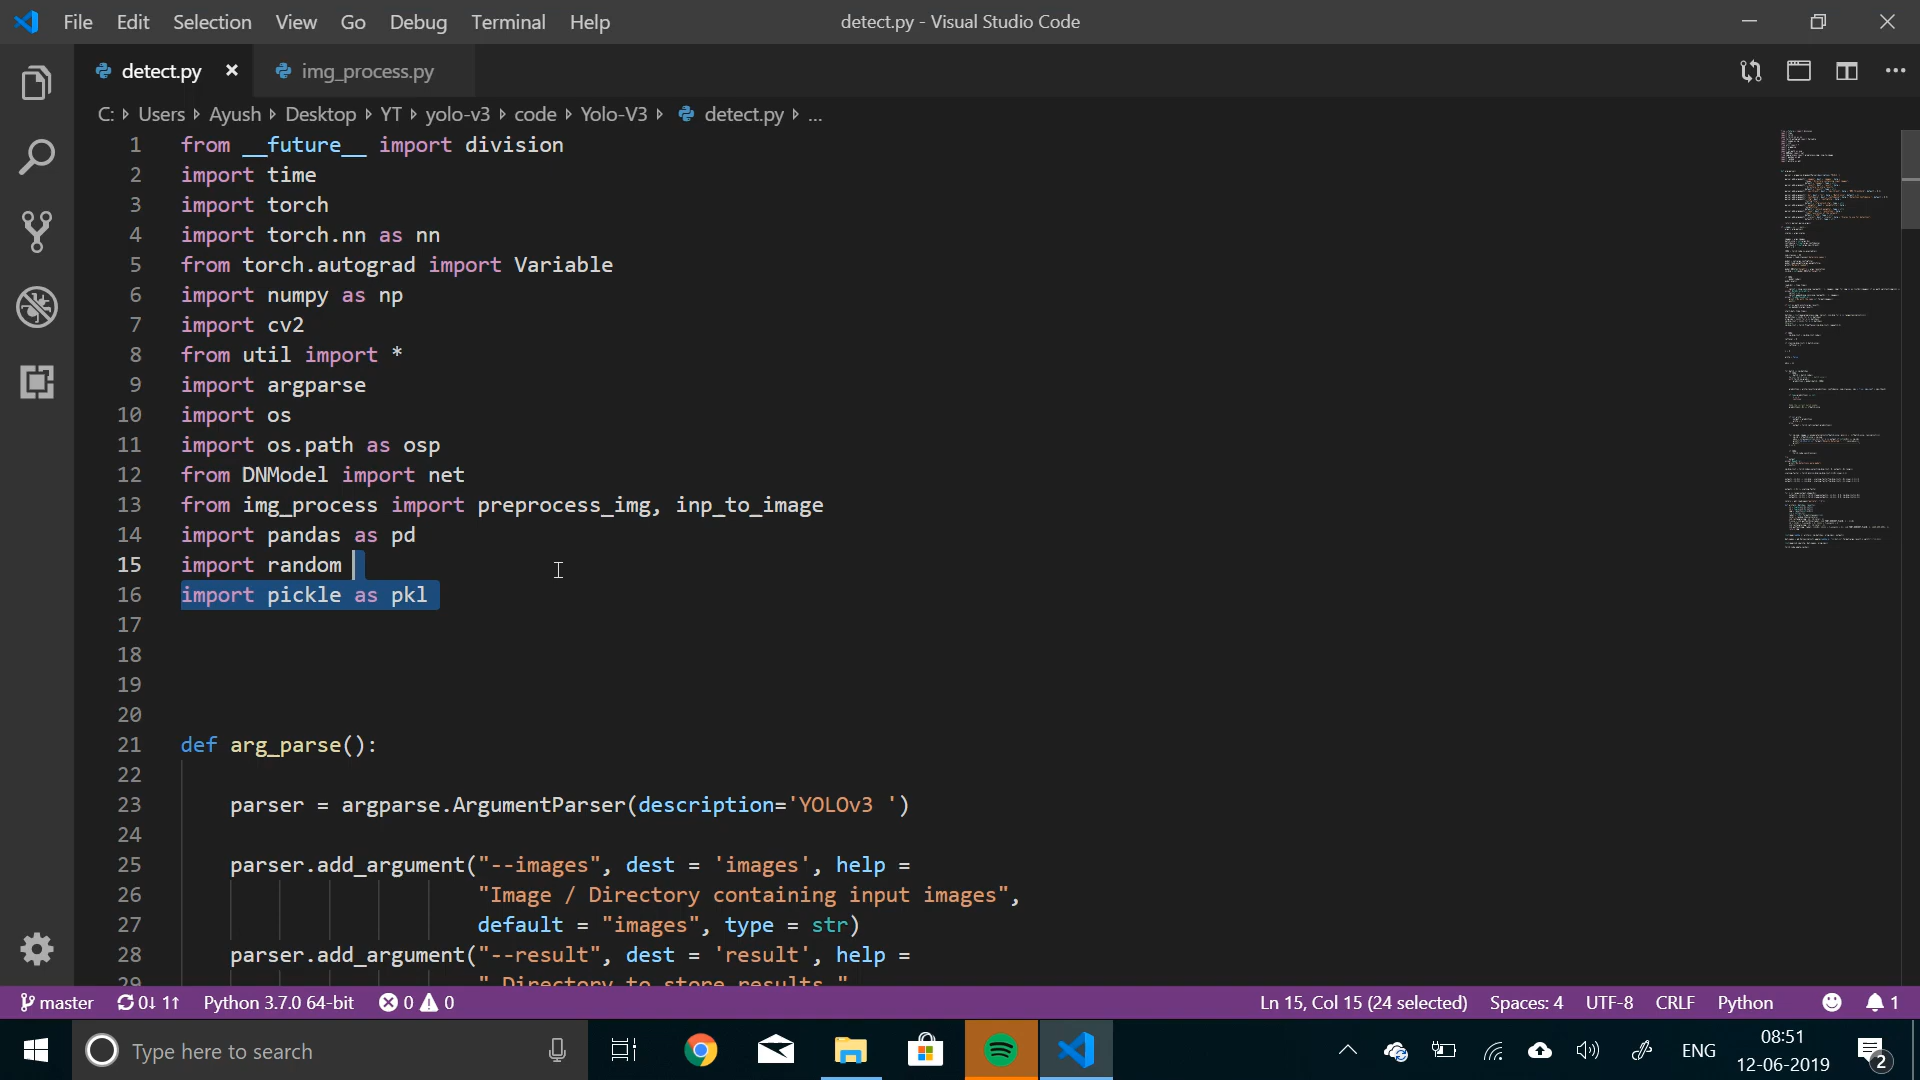 File Edit Selection View Go Debug Terminal Help
detect.py - Visual Studio Code
detect.py img_process.py
C: Users Ayush Desktop YT yolo-v3 code Yolo-V3 detect.py ...
1 from __future__ import division
2 import time
3 import torch
4 import torch.nn as nn
5 from torch.autograd import Variable
6 import numpy as np
7 import cv2
8 from util import *
9 import argparse
10 import os
11 import os.path as osp
12 from DNModel import net
13 from img_process import preprocess_img, inp_to_image
14 import pandas as pd
15 import random
16 import pickle as pkl
17
18
19
20
21 def arg_parse():
22
23 parser = argparse.ArgumentParser(description='YOLOv3 ')
24
25 parser.add_argument("--images", dest = 'images', help =
26 "Image / Directory containing input images",
27 default = "images", type = str)
28 parser.add_argument("--result", dest = 'result', help =
29 " Directory to store results "
master 0↓ 1↑ Python 3.7.0 64-bit 0 0 Ln 15, Col 15 (24 selected) Spaces: 4 UTF-8 CRLF Python 1
Type here to search
ENG
08:51
12-06-2019
2